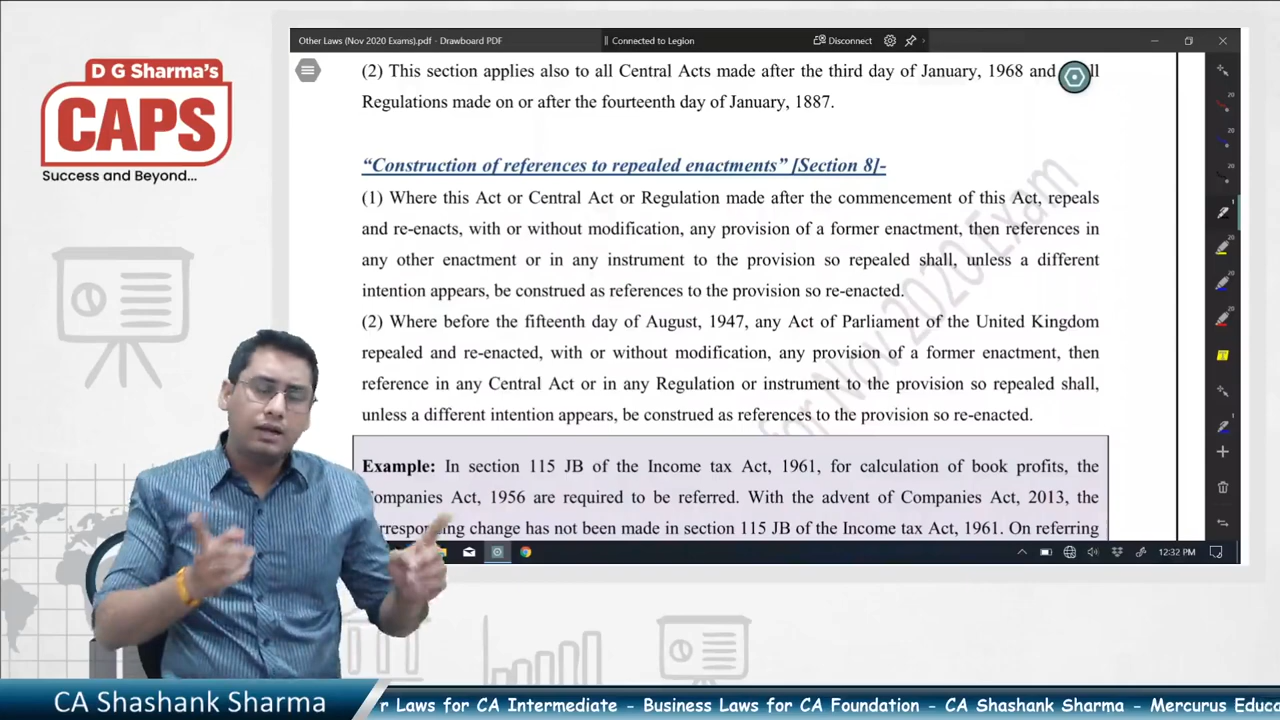 D G Sharma's
CAPS
Success and Beyond...
Other Laws (Nov 2020 Exams).pdf - Drawboard PDF
Connected to Legion
Disconnect
(2) This section applies also to all Central Acts made after the third day of January, 1968 and
Regulations made on or after the fourteenth day of January, 1887.
“Construction of references to repealed enactments” [Section 8]-
(1) Where this Act or Central Act or Regulation made after the commencement of this Act, repeals
and re-enacts, with or without modification, any provision of a former enactment, then references in
any other enactment or in any instrument to the provision so repealed shall, unless a different
intention appears, be construed as references to the provision so re-enacted.
(2) Where before the fifteenth day of August, 1947, any Act of Parliament of the United Kingdom
repealed and re-enacted, with or without modification, any provision of a former enactment, then
reference in any Central Act or in any Regulation or instrument to the provision so repealed shall,
unless a different intention appears, be construed as references to the provision so re-enacted.
for Nov 2020 Exam
Example: In section 115 JB of the Income tax Act, 1961, for calculation of book profits, the
Companies Act, 1956 are required to be referred. With the advent of Companies Act, 2013, the
corresponding change has not been made in section 115 JB of the Income tax Act, 1961. On referring
12:32 PM
CA Shashank Sharma
r Laws for CA Intermediate - Business Laws for CA Foundation - CA Shashank Sharma - Mercurus Educa